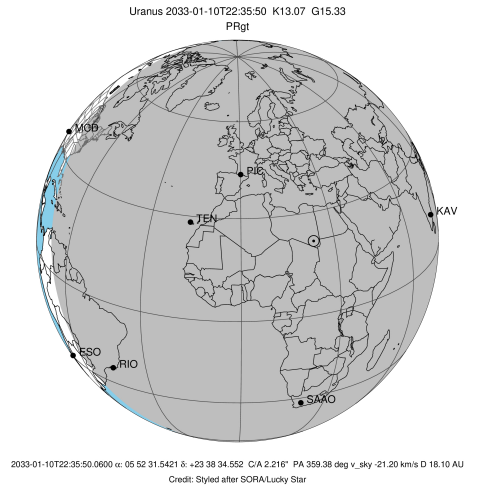 Uranus 2033-01-10T22:35:50 K13.07 G15.33
PRgt
MCD
PIC
KAV
TEN
ESO
RIO
SAAO
2033-01-10T22:35:50.0600 α: 05 52 31.5421 δ: +23 38 34.552 C/A 2.216" PA 359.38 deg v_sky -21.20 km/s D 18.10 AU
Credit: Styled after SORA/Lucky Star